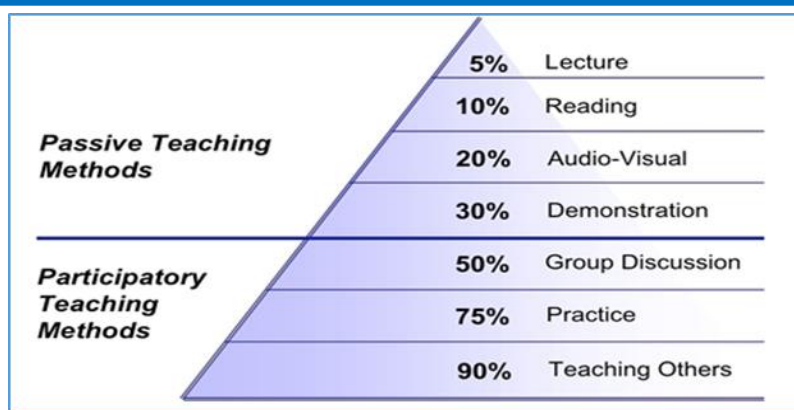 5% Lecture
10% Reading
Passive Teaching
Methods
20% Audio-Visual
30% Demonstration
50% Group Discussion
Participatory
Teaching
Methods
75% Practice
90% Teaching Others